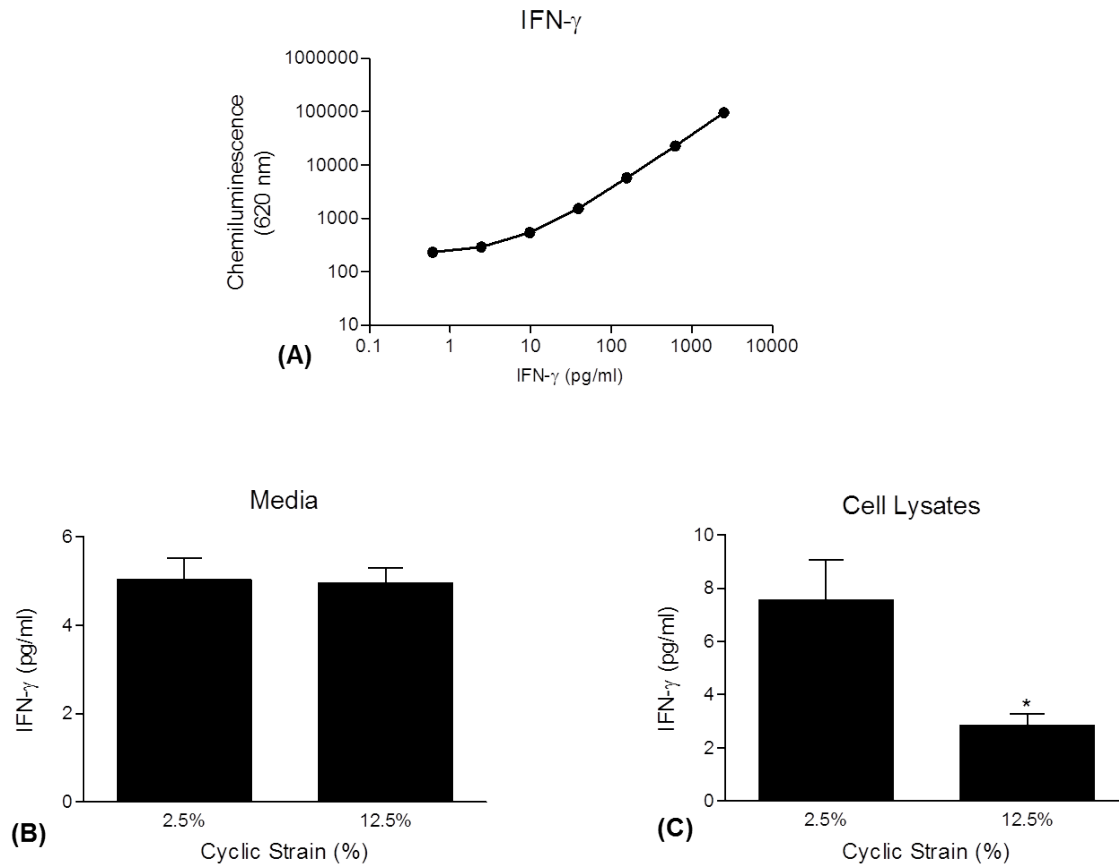 IFN-γ
1000000
100000
10000
1000
100
10
Chemiluminescence
(620 nm)
0.1 1 10 100 1000 10000
IFN-γ (pg/ml)
(A)
Media
6
4
2
0
IFN-γ (pg/ml)
2.5% 12.5%
Cyclic Strain (%)
(B)
Cell Lysates
10
8
6
4
2
0
IFN-γ (pg/ml)
*
2.5% 12.5%
Cyclic Strain (%)
(C)